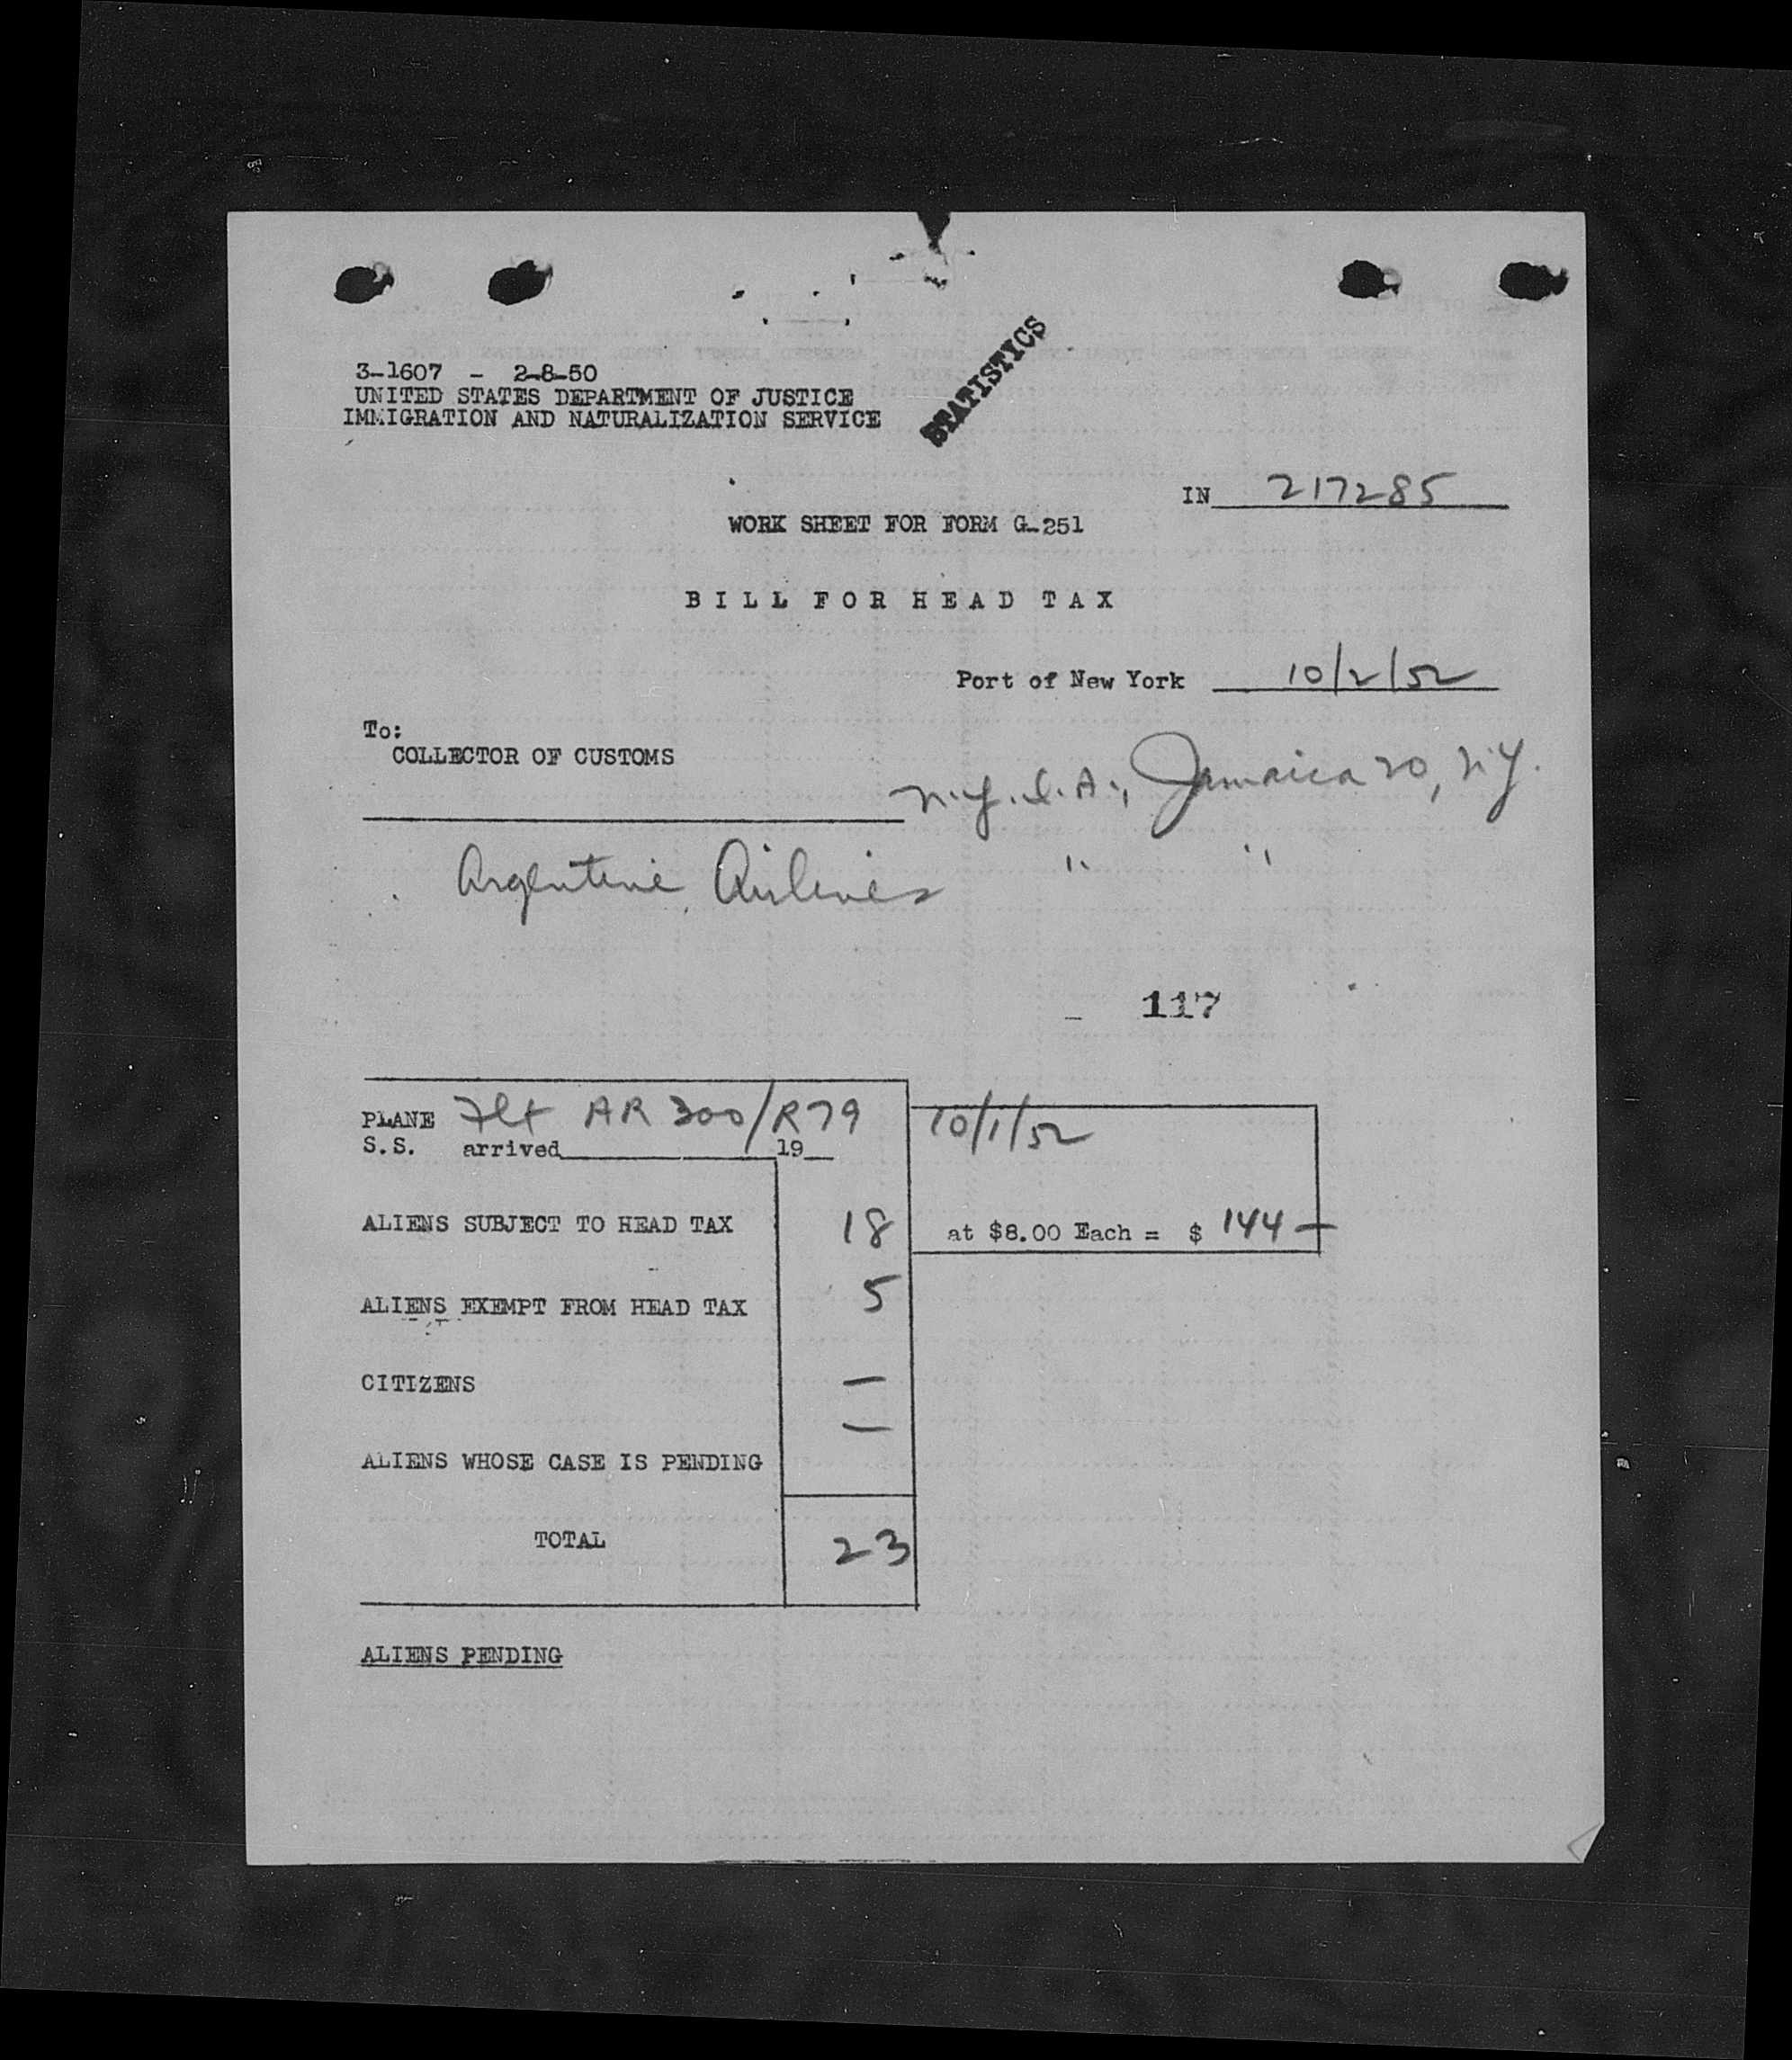 STATISTICS
3-1607 - 2-8-50
UNITED STATES DEPARTMENT OF JUSTICE
IMMIGRATION AND NATURALIZATION SERVICE
IN 217285
WORK SHEET FOR FORM G-251
BILL FOR HEAD TAX
Port of New York 10/2/52
To:
COLLECTOR OF CUSTOMS
N.Y.I.A., Jamaica 20, N.Y.
Argentine Airlines " "
117
PLANE Flt AR 300/R79 10/1/52
S.S. arrived 19
ALIENS SUBJECT TO HEAD TAX 18 at $8.00 Each = $ 144 —
ALIENS EXEMPT FROM HEAD TAX 5
CITIZENS —
ALIENS WHOSE CASE IS PENDING —
TOTAL 23
ALIENS PENDING